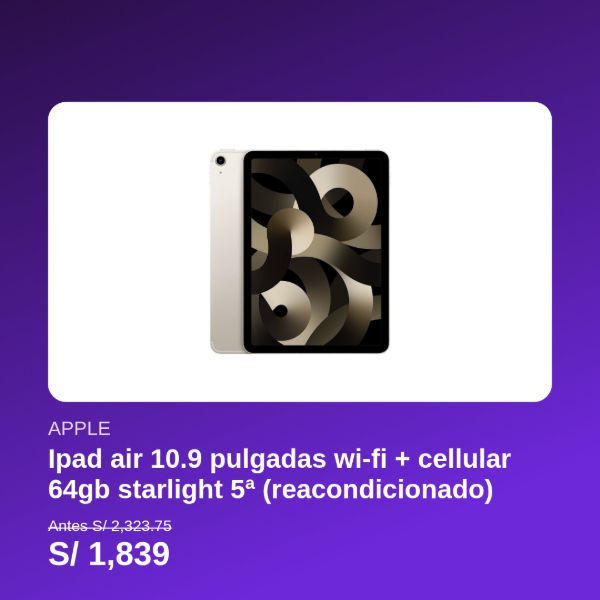 APPLE
Ipad air 10.9 pulgadas wi-fi + cellular
64gb starlight 5ª (reacondicionado)
Antes S/ 2,323.75
S/ 1,839